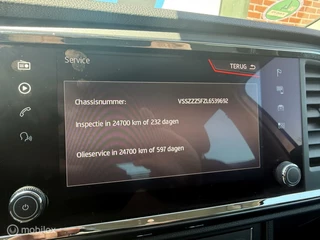 Service
TERUG
Chassisnummer: VSSZZZ5FZL6539692
Inspectie in 24700 km of 232 dagen
Olieservice in 24700 km of 597 dagen
© mobilox